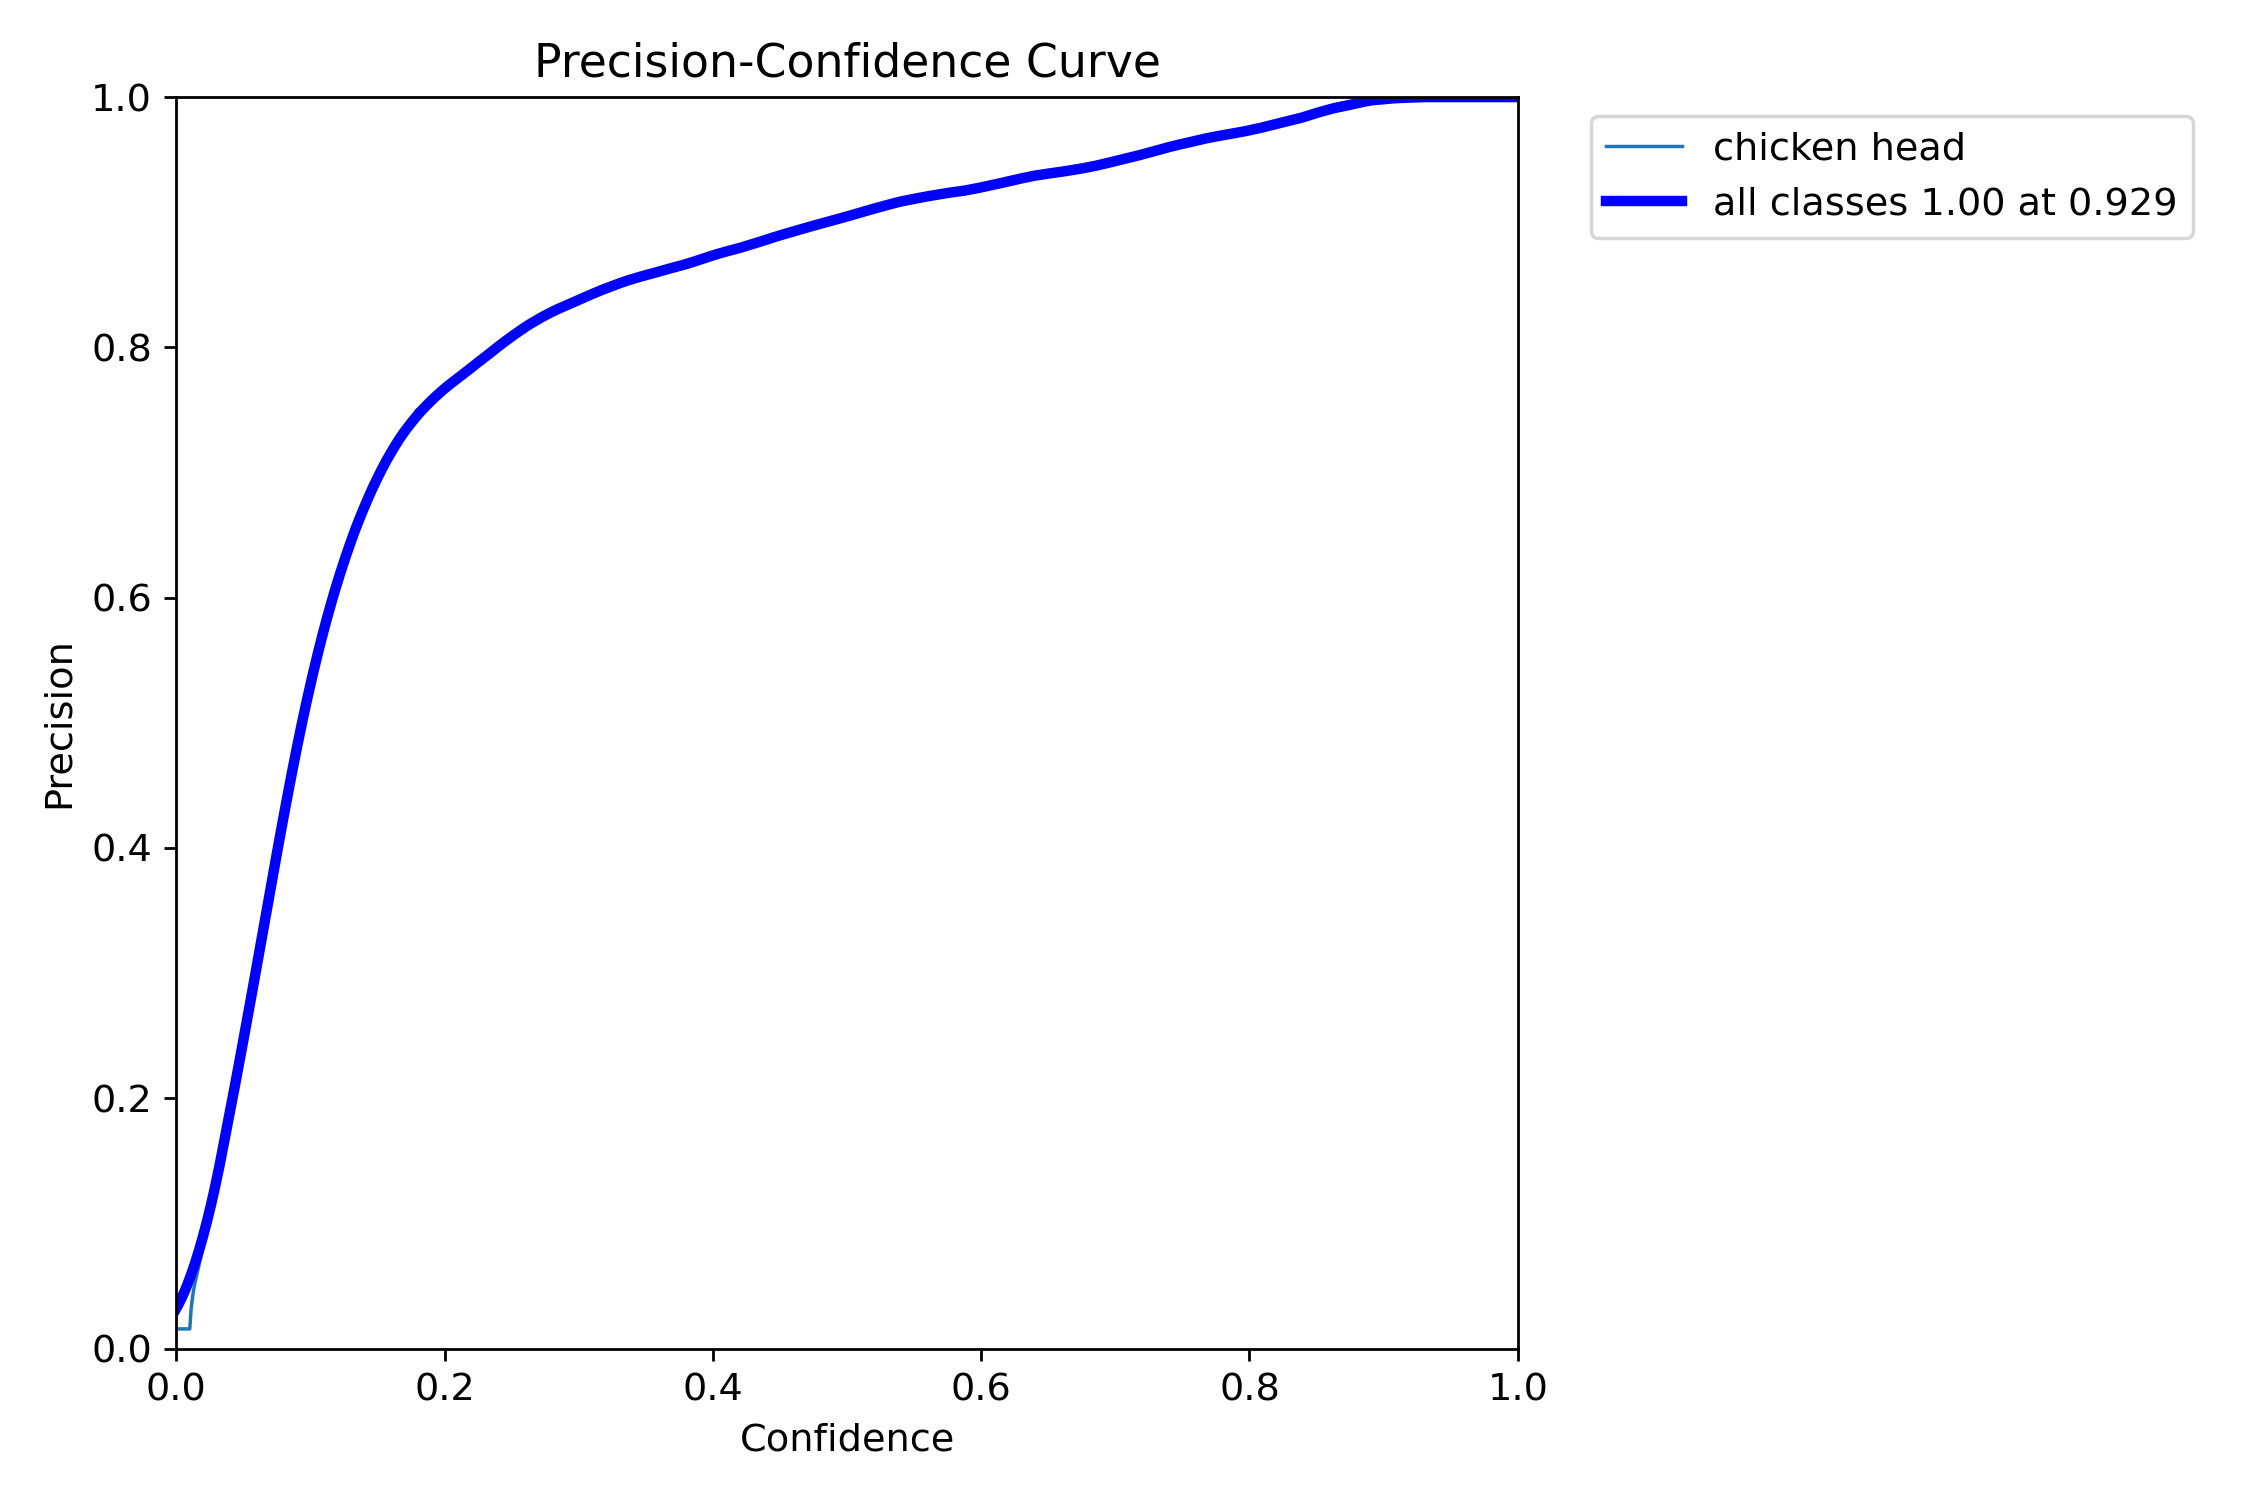 Precision-Confidence Curve
1.0
0.8
0.6
0.4
0.2
0.0
Precision
0.0 0.2 0.4 0.6 0.8 1.0
Confidence
chicken head
all classes 1.00 at 0.929